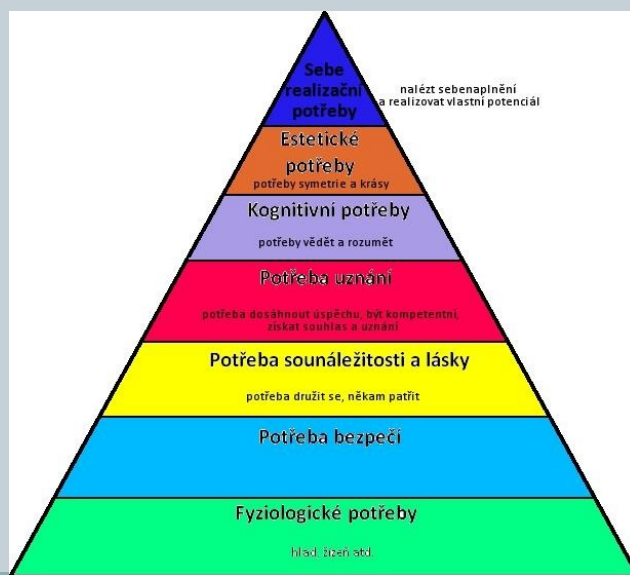 Sebe
realizační
potřeby
nalézt sebenaplnění
a realizovat vlastní potenciál
Estetické
potřeby
potřeby symetrie a krásy
Kognitivní potřeby
potřeby vědět a rozumět
Potřeba uznání
potřeba dosáhnout úspěchu, být kompetentní,
získat souhlas a uznání
Potřeba sounáležitosti a lásky
potřeba družit se, někam patřit
Potřeba bezpečí
Fyziologické potřeby
hlad, žízeň atd.